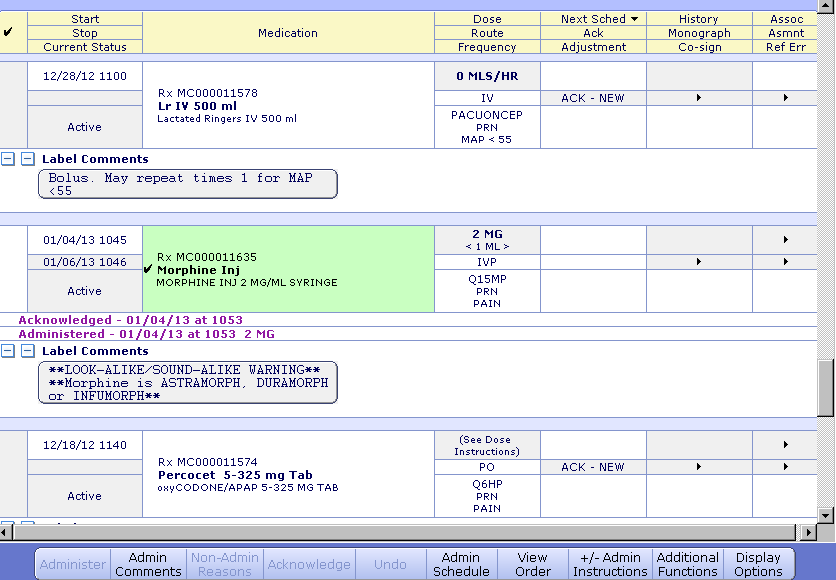 Start
Stop
Current Status
Medication
Dose
Route
Frequency
Next Sched
Ack
Adjustment
History
Monograph
Co-sign
Assoc
Asmnt
Ref Err
12/28/12 1100
Active
Rx MC000011578
Lr IV 500 ml
Lactated Ringers IV 500 ml
0 MLS/HR
IV
PACUONCEP
PRN
MAP < 55
ACK - NEW
Label Comments
Bolus. May repeat times 1 for MAP
<55
01/04/13 1045
01/06/13 1046
Active
Rx MC000011635
Morphine Inj
MORPHINE INJ 2 MG/ML SYRINGE
2 MG
< 1 ML >
IVP
Q15MP
PRN
PAIN
Acknowledged - 01/04/13 at 1053
Administered - 01/04/13 at 1053 2 MG
Label Comments
**LOOK-ALIKE/SOUND-ALIKE WARNING**
**Morphine is ASTRAMORPH, DURAMORPH
or INFUMORPH**
12/18/12 1140
Active
Rx MC000011574
Percocet 5-325 mg Tab
oxyCODONE/APAP 5-325 MG TAB
(See Dose
Instructions)
PO
Q6HP
PRN
PAIN
ACK - NEW
Administer
Admin
Comments
Non-Admin
Reasons
Acknowledge
Undo
Admin
Schedule
View
Order
+/- Admin
Instructions
Additional
Functions
Display
Options